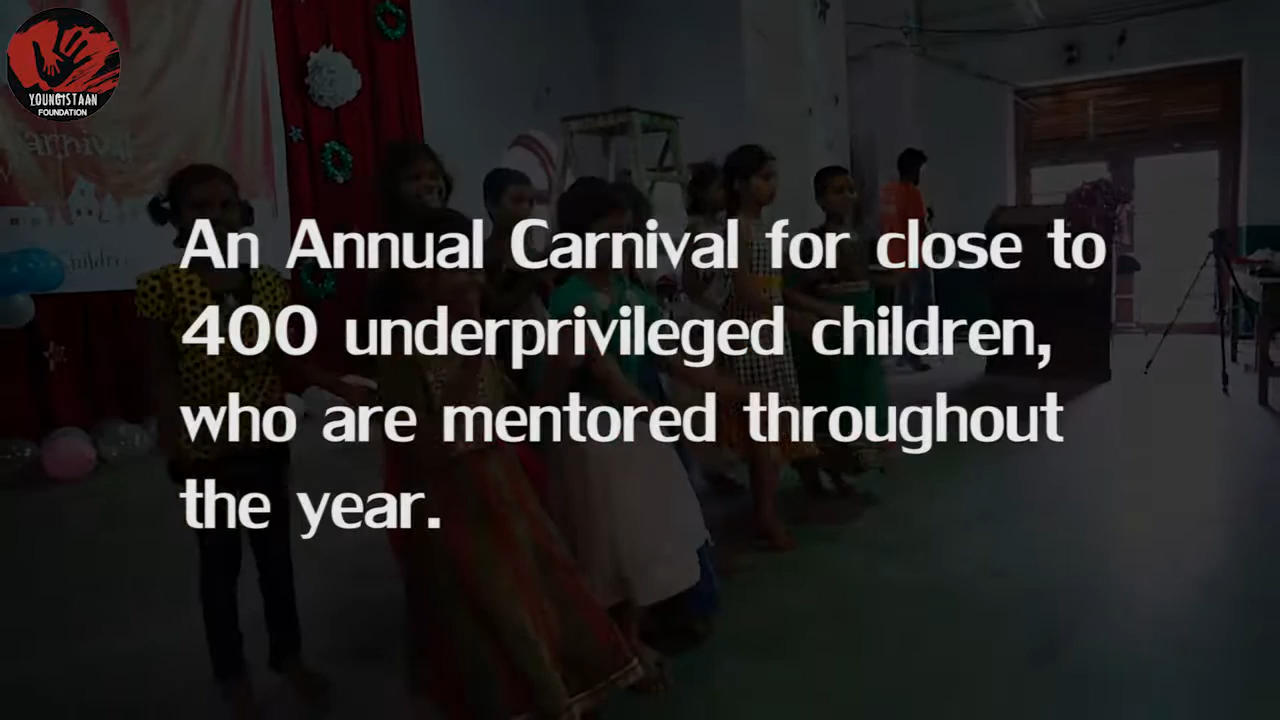 YOUNGISTAAN
FOUNDATION
An Annual Carnival for close to
400 underprivileged children,
who are mentored throughout
the year.